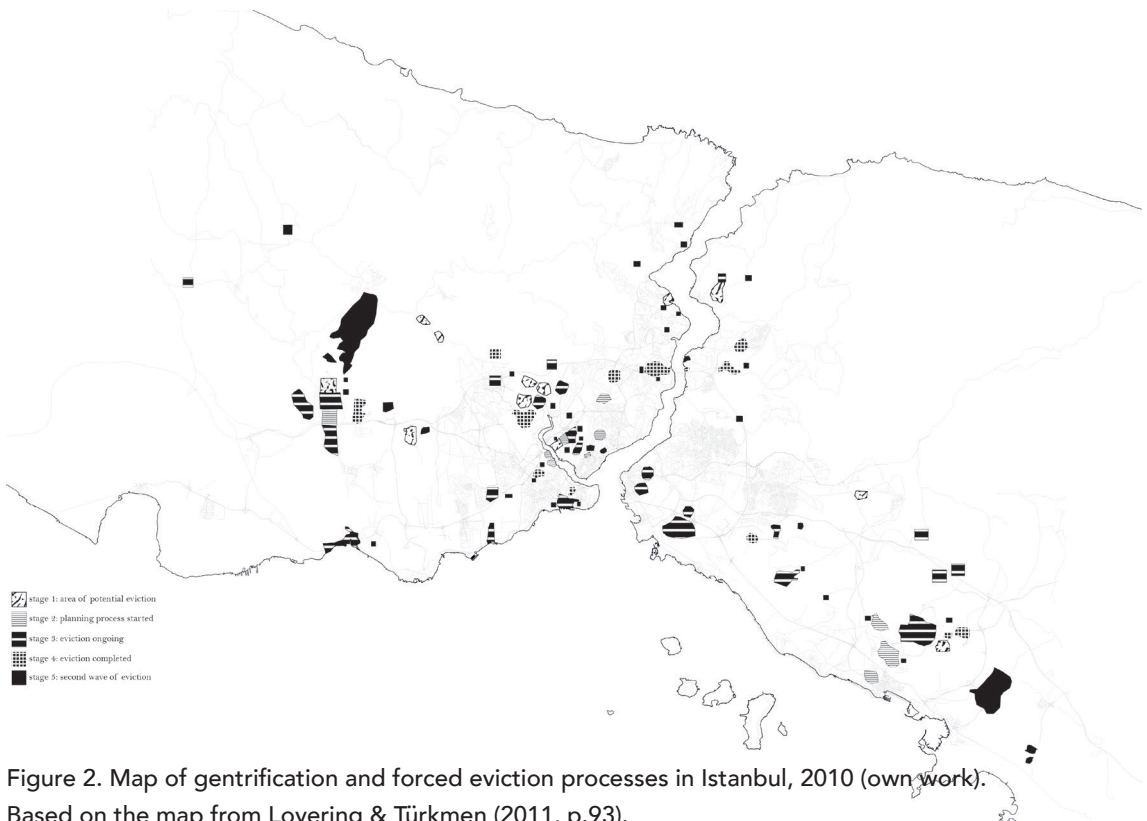 stage 1: area of potential eviction
stage 2: planning process started
stage 3: eviction ongoing
stage 4: eviction completed
stage 5: second wave of eviction
Figure 2. Map of gentrification and forced eviction processes in Istanbul, 2010 (own work).
Based on the map from Lovering & Türkmen (2011, p.93).